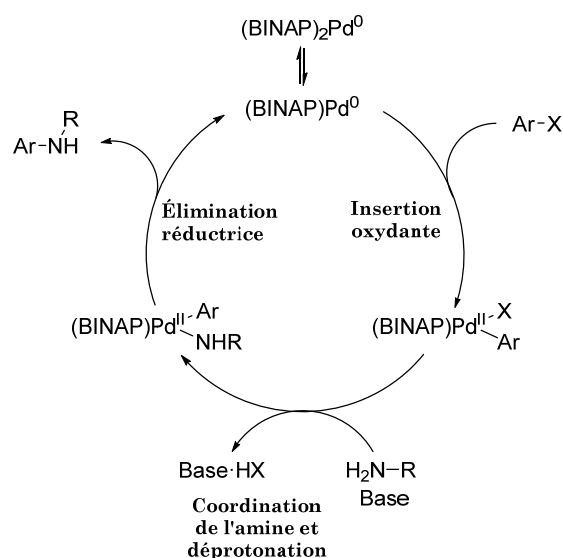 (BINAP)₂Pd⁰
(BINAP)Pd⁰
R
Ar–NH
Ar–X
Élimination
réductrice
Insertion
oxydante
(BINAP)Pdᴵᴵ Ar
NHR
(BINAP)Pdᴵᴵ X
Ar
Base·HX
H₂N–R
Base
Coordination
de l'amine et
déprotonation